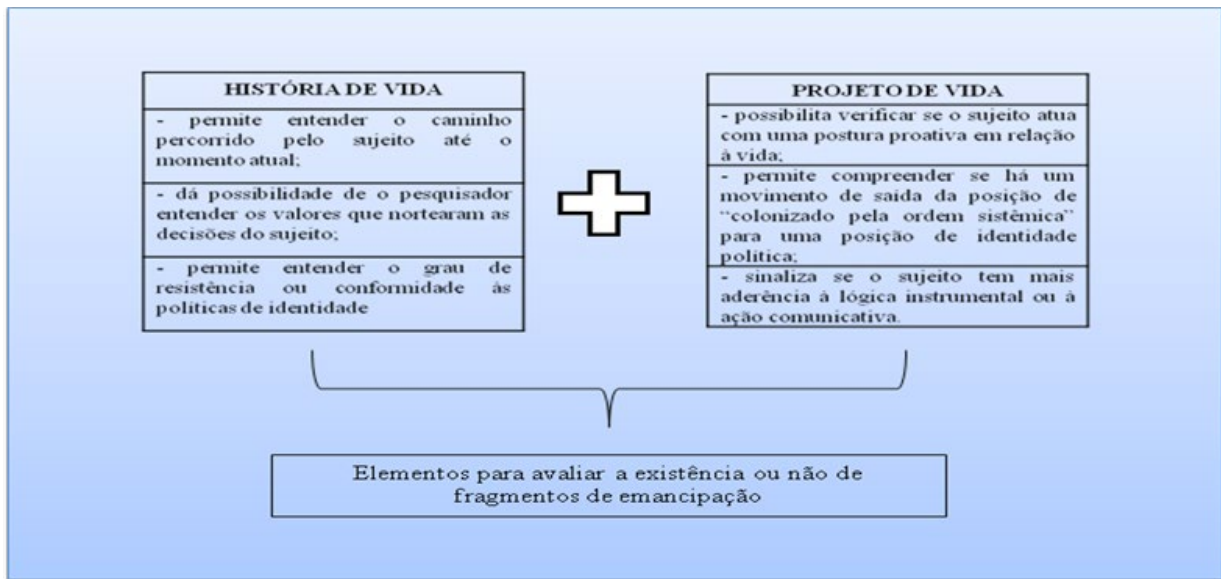 HISTÓRIA DE VIDA
- permite entender o caminho
percorrido pelo sujeito até o
momento atual;
- dá possibilidade de o pesquisador
entender os valores que nortearam as
decisões do sujeito;
- permite entender o grau de
resistência ou conformidade às
políticas de identidade
PROJETO DE VIDA
- possibilita verificar se o sujeito atua
com uma postura proativa em relação
à vida;
- permite compreender se há um
movimento de saída da posição de
“colonizado pela ordem sistêmica”
para uma posição de identidade
política;
- sinaliza se o sujeito tem mais
aderência à lógica instrumental ou à
ação comunicativa.
Elementos para avaliar a existência ou não de
fragmentos de emancipação